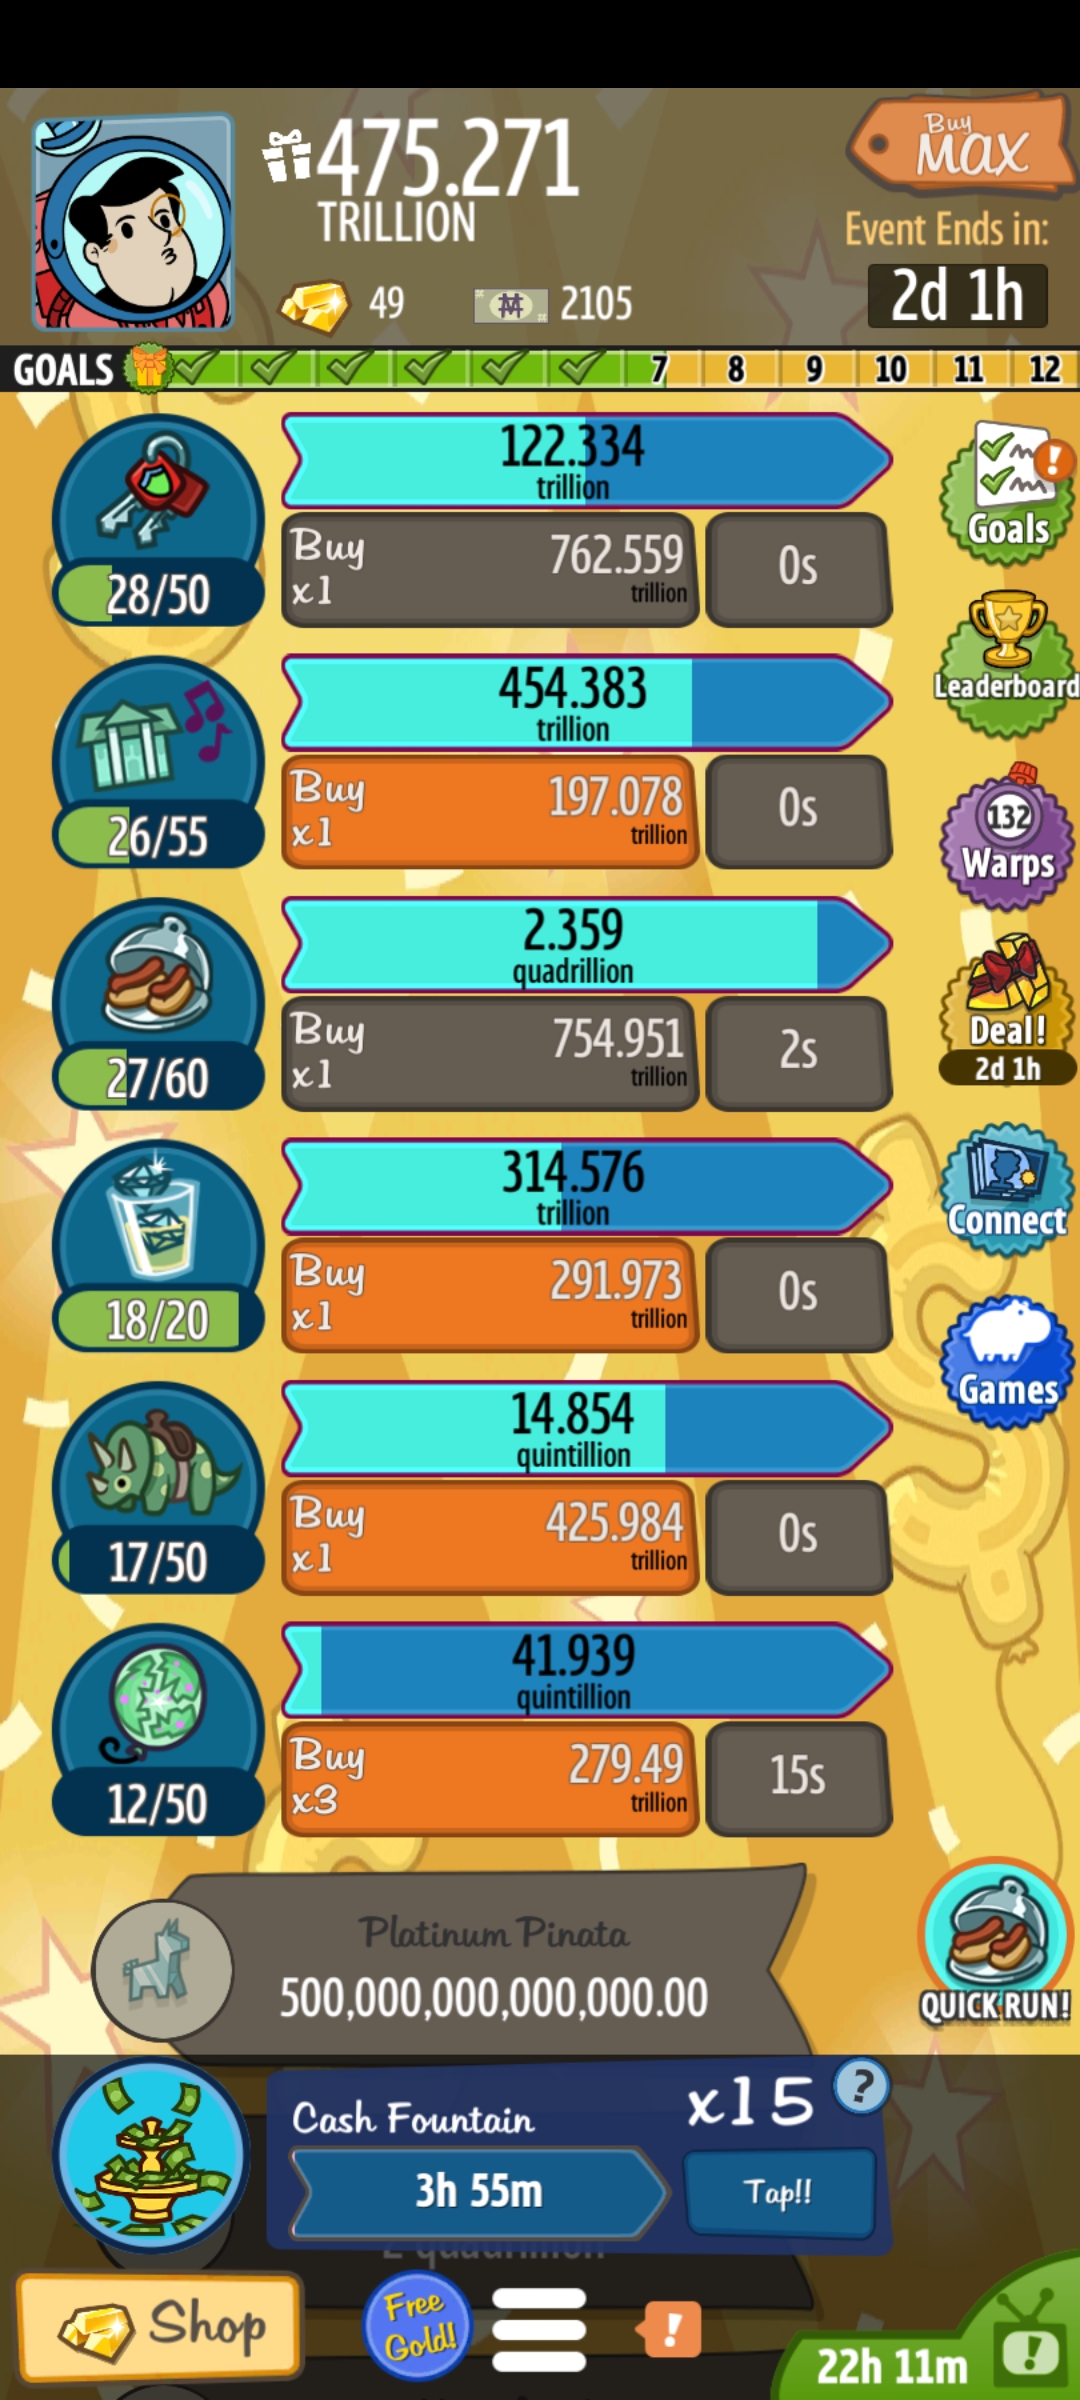 475.271
TRILLION
Buy
MAX
Event Ends in:
2d 1h
49
2105
GOALS 7 8 9 10 11 12
122.334
trillion
28/50
Buy
x1
762.559
trillion
0s
Goals
454.383
trillion
26/55
Buy
x1
197.078
trillion
0s
Leaderboard
132
Warps
2.359
quadrillion
27/60
Buy
x1
754.951
trillion
2s
Deal!
2d 1h
314.576
trillion
18/20
Buy
x1
291.973
trillion
0s
Connect
Games
14.854
quintillion
17/50
Buy
x1
425.984
trillion
0s
41.939
quintillion
12/50
Buy
x3
279.49
trillion
15s
Platinum Pinata
500,000,000,000,000.00
QUICK RUN!
Cash Fountain
x15
?
3h 55m
Tap!!
2 quadrillion
Shop
Free
Gold!
!
22h 11m
!